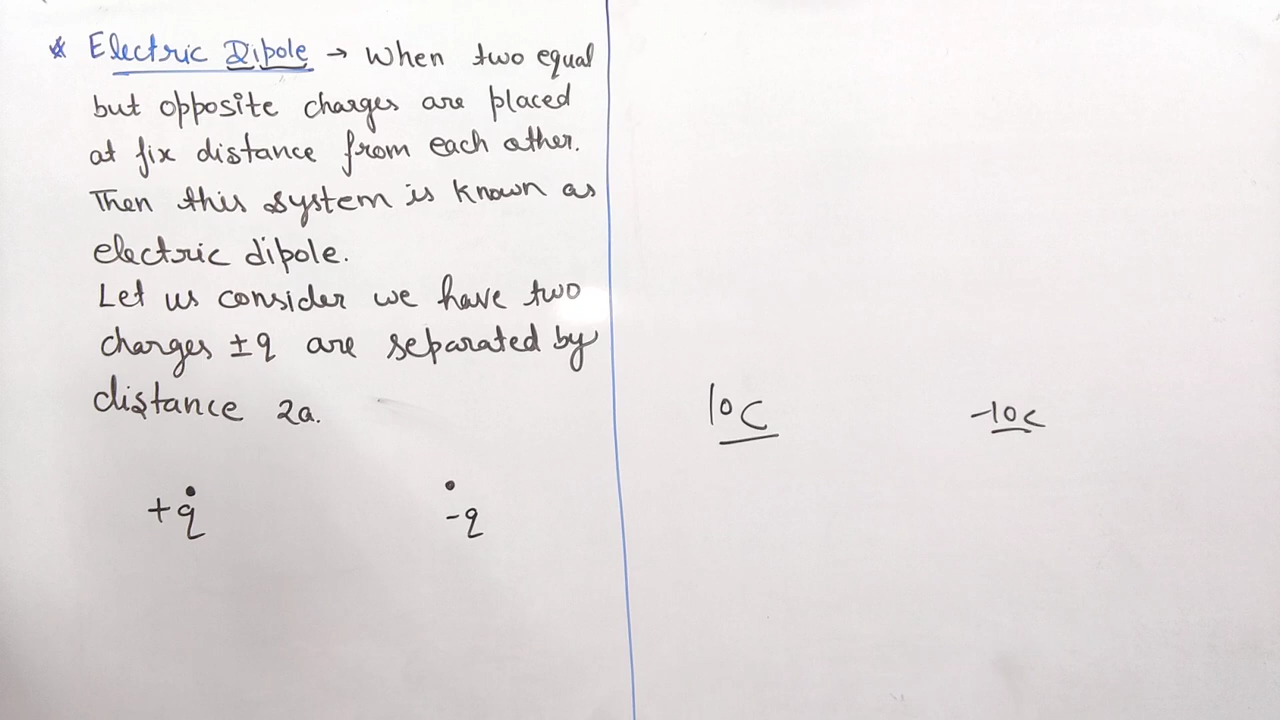 * Electric Dipole → When two equal
but opposite charges are placed
at fix distance from each other.
Then this system is known as
electric dipole.
Let us consider we have two
charges ±q are separated by
distance 2a.
+q -q
10C -10C